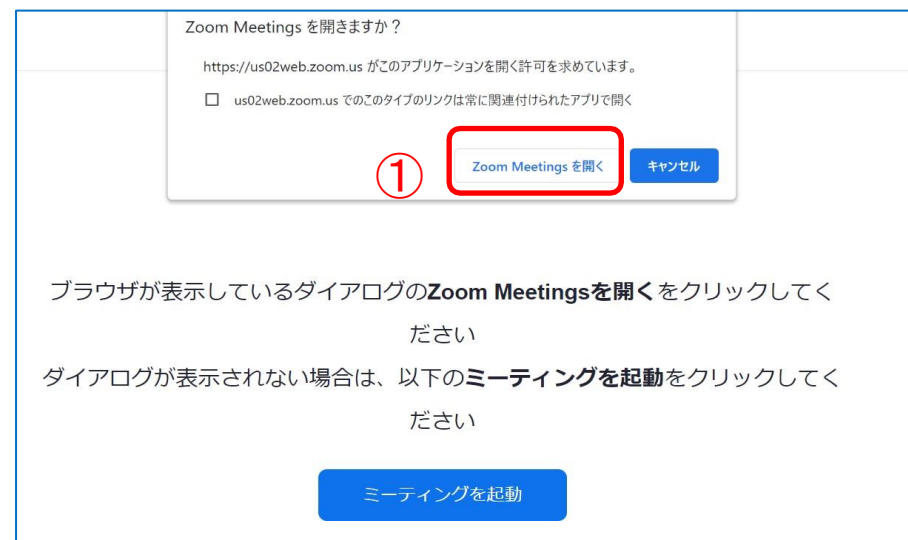 Zoom Meetings を開きますか？
https://us02web.zoom.us がこのアプリケーションを開く許可を求めています。
us02web.zoom.us でのこのタイプのリンクは常に関連付けられたアプリで開く
①
Zoom Meetings を開く
キャンセル
ブラウザが表示しているダイアログのZoom Meetingsを開くをクリックしてく
ださい
ダイアログが表示されない場合は、以下のミーティングを起動をクリックしてく
ださい
ミーティングを起動